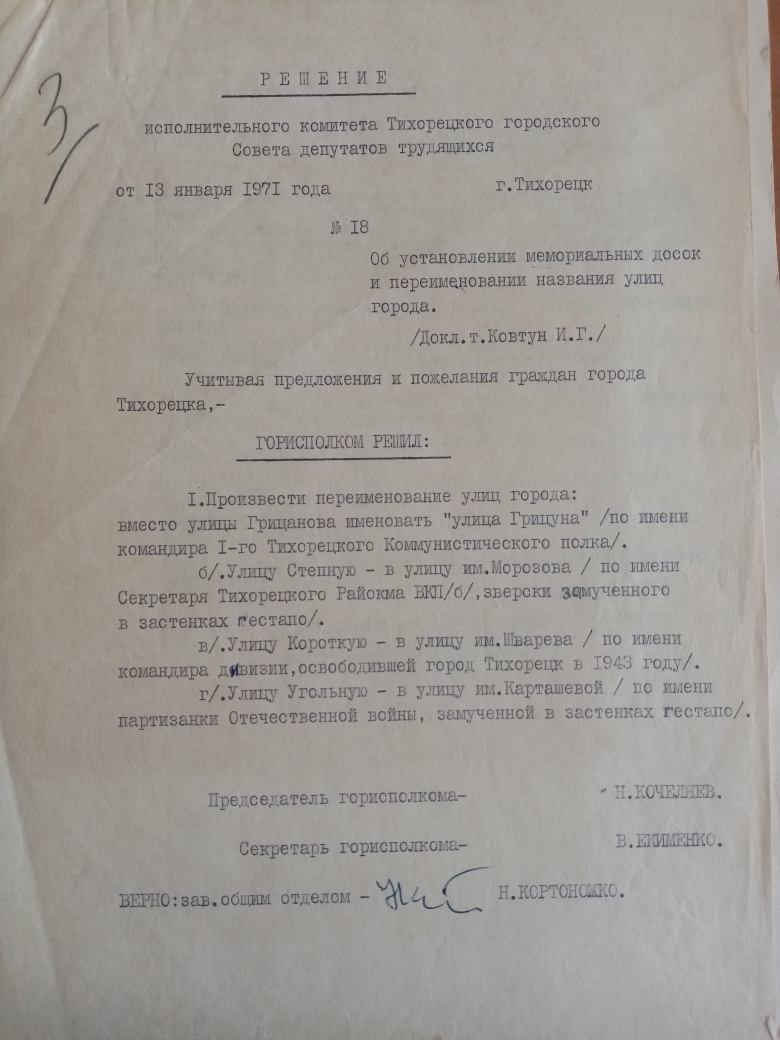 3/
РЕШЕНИЕ
исполнительного комитета Тихорецкого городского
Совета депутатов трудящихся
от 13 января 1971 года г.Тихорецк
№ 18
Об установлении мемориальных досок
и переименовании названия улиц
города.
/Докл.т.Ковтун И.Г./
Учитывая предложения и пожелания граждан города
Тихорецка,-
ГОРИСПОЛКОМ РЕШИЛ:
I.Произвести переименование улиц города:
вместо улицы Грицанова именовать "улица Грицуна" /по имени
командира I-го Тихорецкого Коммунистического полка/.
б/.Улицу Степную - в улицу им.Морозова / по имени
Секретаря Тихорецкого Райокма ВКП/б/,зверски замученного
в застенках гестапо/.
в/.Улицу Короткую - в улицу им.Шварева / по имени
командира дивизии,освободившей город Тихорецк в 1943 году/.
г/.Улицу Угольную - в улицу им.Карташевой / по имени
партизанки Отечественной войны, замученной в застенках гестапо/.
Председатель горисполкома- Н.КОЧЕЛЯЕВ.
Секретарь горисполкома- В.ЕКИМЕНКО.
ВЕРНО:зав.общим отделом - Н.КОРТОНОЖКО.